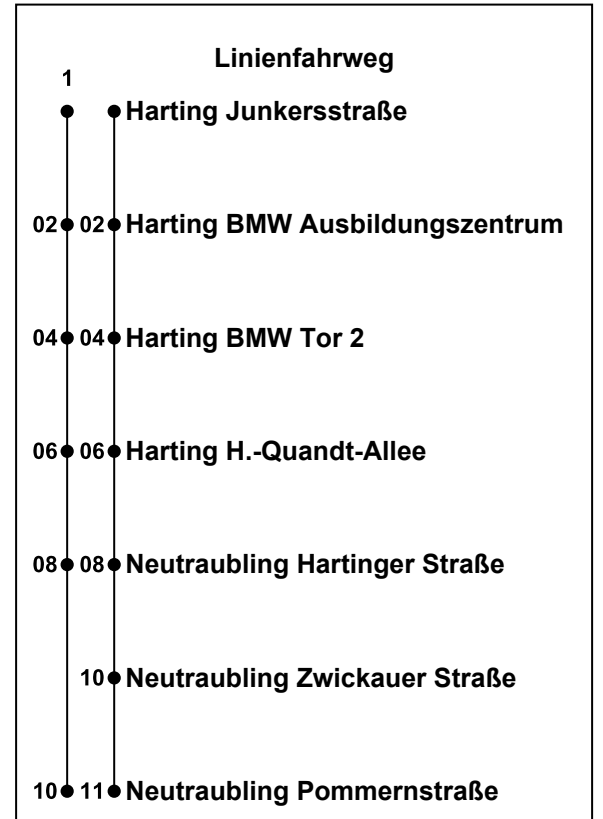 Linienfahrweg
1
Harting Junkersstraße
02 02 Harting BMW Ausbildungszentrum
04 04 Harting BMW Tor 2
06 06 Harting H.-Quandt-Allee
08 08 Neutraubling Hartinger Straße
10 Neutraubling Zwickauer Straße
10 11 Neutraubling Pommernstraße